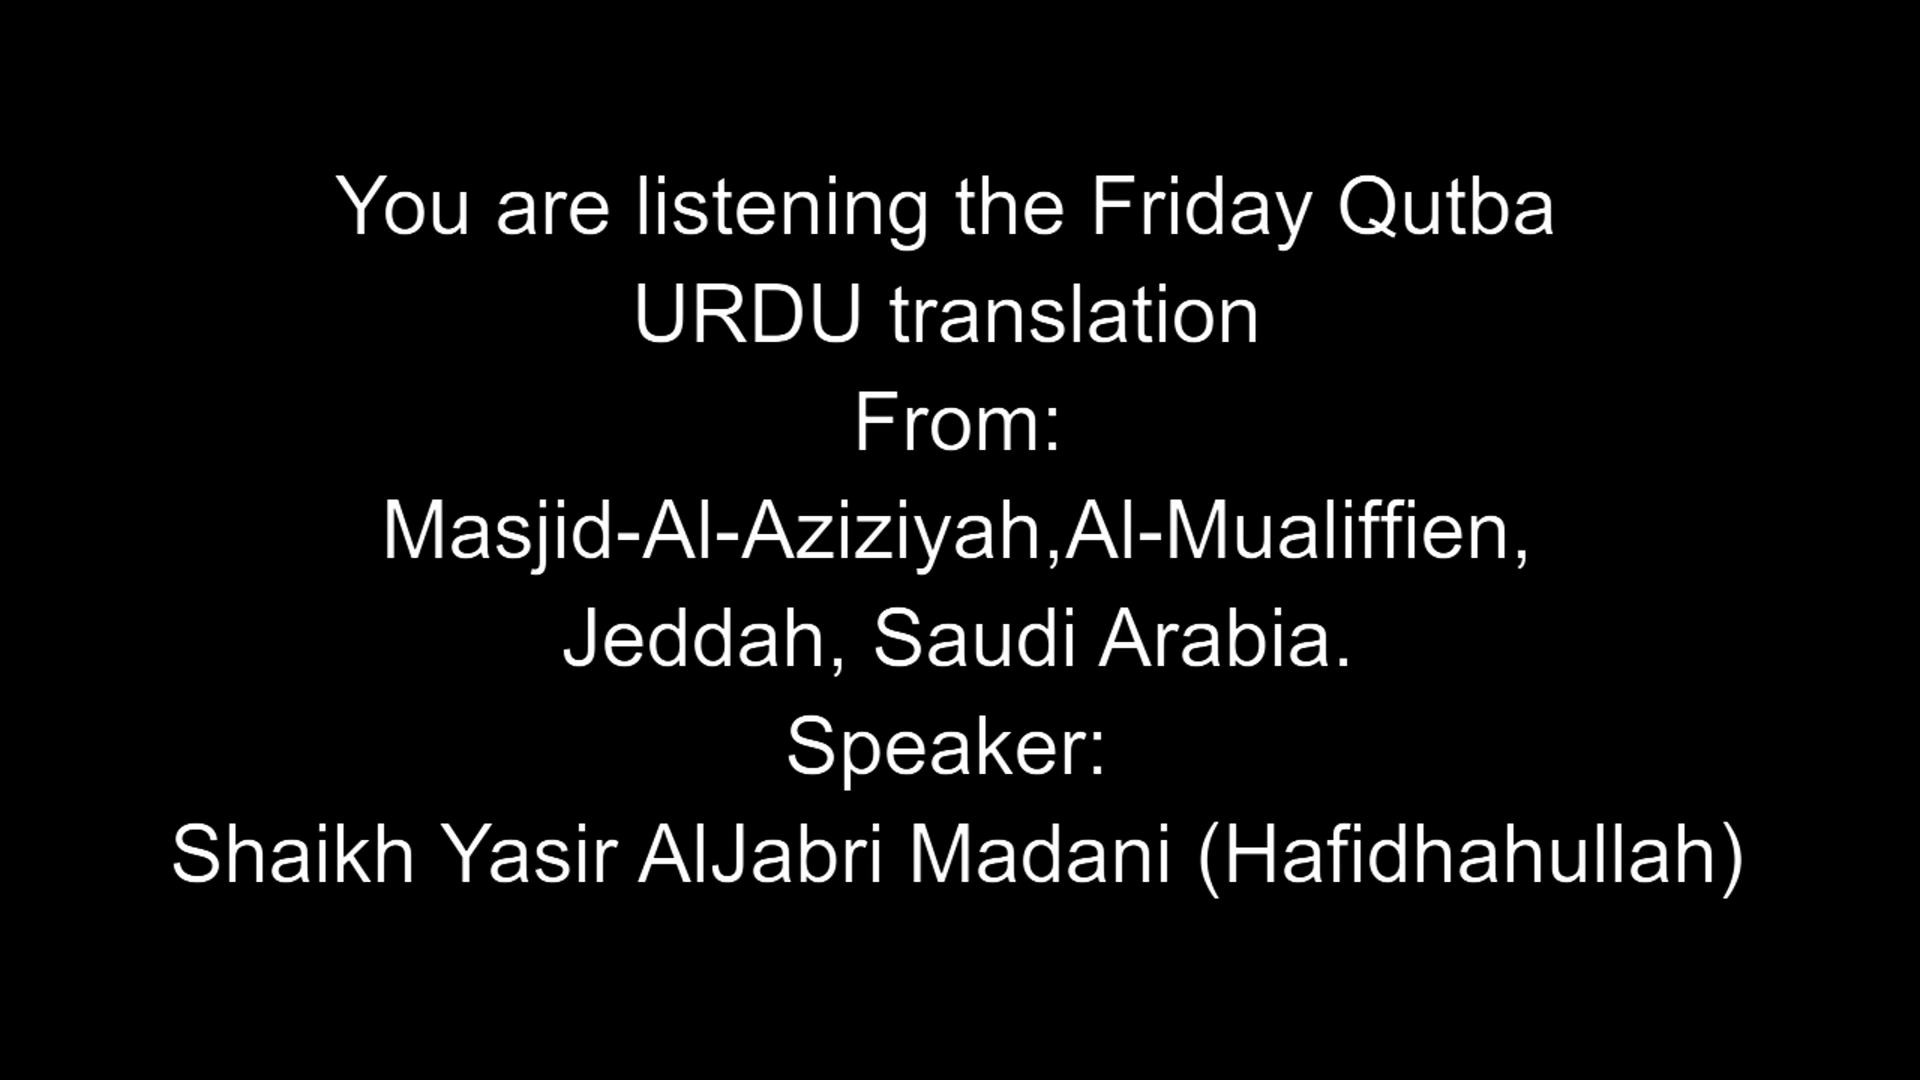 You are listening the Friday Qutba
URDU translation
From:
Masjid-Al-Aziziyah,Al-Mualiffien,
Jeddah, Saudi Arabia.
Speaker:
Shaikh Yasir AlJabri Madani (Hafidhahullah)